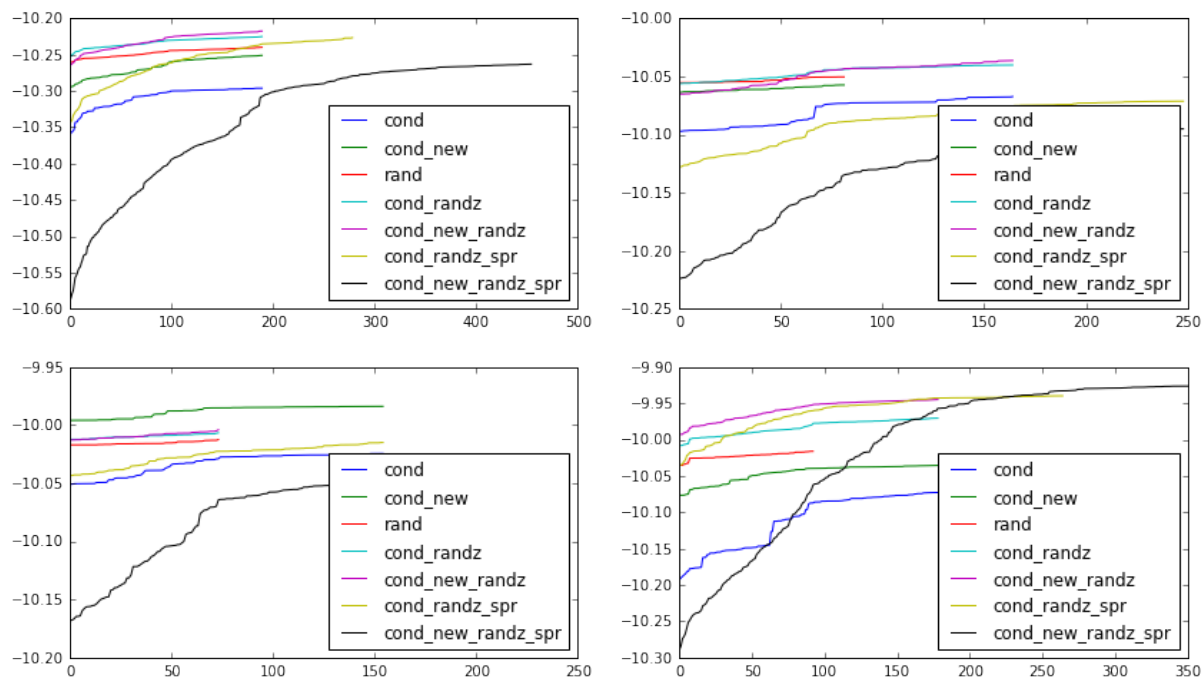 −10.20
−10.25
−10.30
−10.35
−10.40
−10.45
−10.50
−10.55
−10.60
0 100 200 300 400 500
cond
cond_new
rand
cond_randz
cond_new_randz
cond_randz_spr
cond_new_randz_spr
−10.00
−10.05
−10.10
−10.15
−10.20
−10.25
0 50 100 150 200 250
cond
cond_new
rand
cond_randz
cond_new_randz
cond_randz_spr
cond_new_randz_spr
−9.95
−10.00
−10.05
−10.10
−10.15
−10.20
0 50 100 150 200 250
cond
cond_new
rand
cond_randz
cond_new_randz
cond_randz_spr
cond_new_randz_spr
−9.90
−9.95
−10.00
−10.05
−10.10
−10.15
−10.20
−10.25
−10.30
0 50 100 150 200 250 300 350
cond
cond_new
rand
cond_randz
cond_new_randz
cond_randz_spr
cond_new_randz_spr